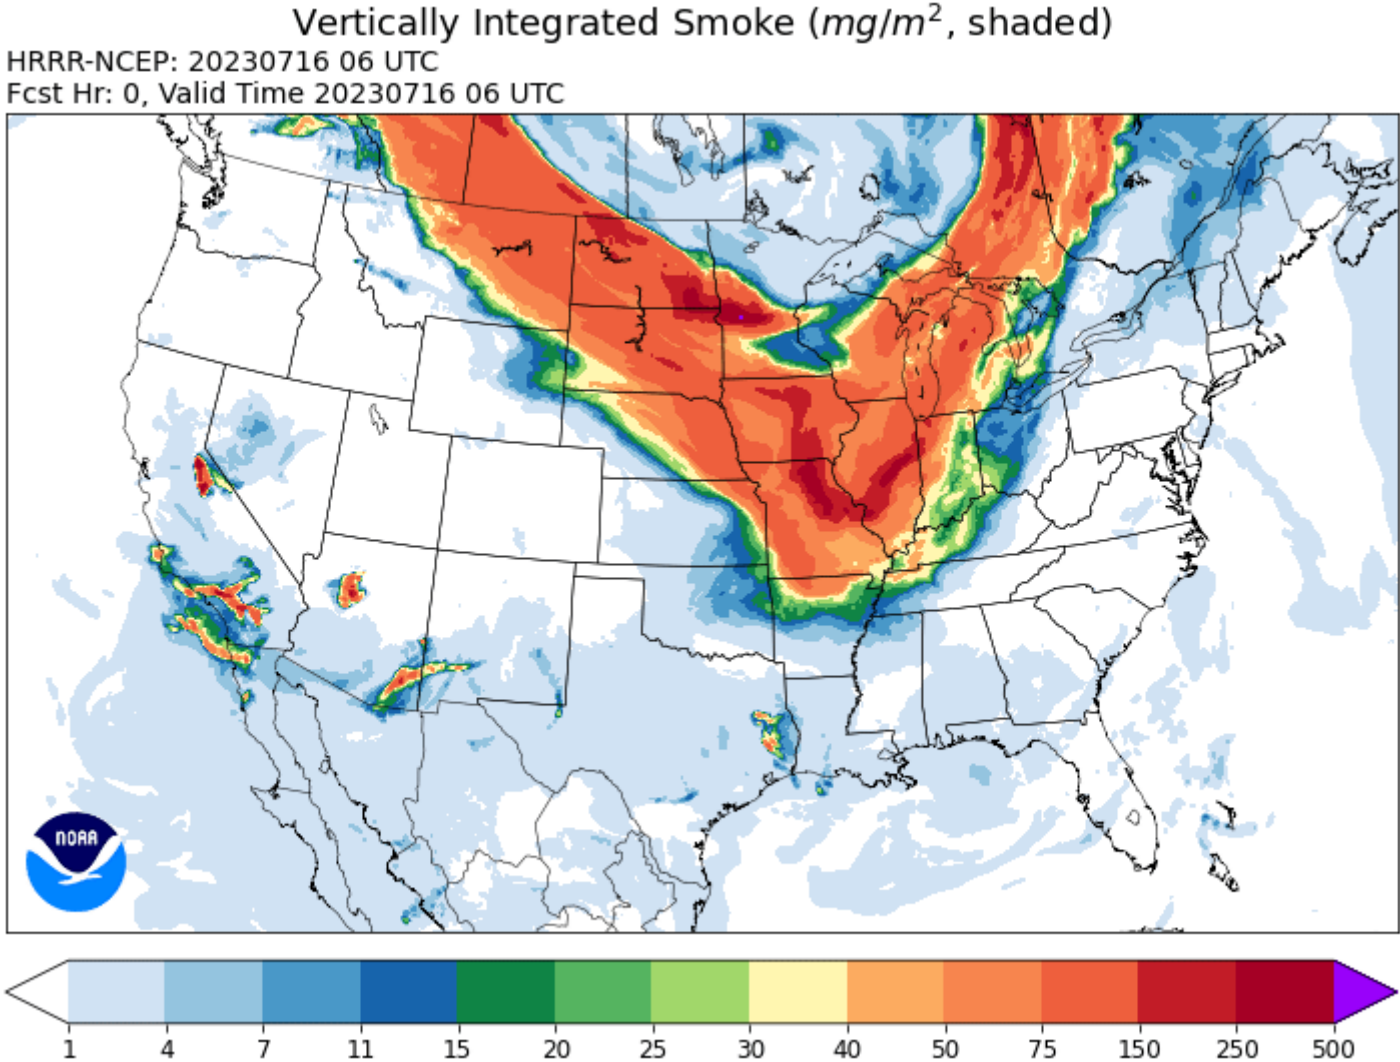 Vertically Integrated Smoke (mg/m², shaded)
HRRR-NCEP: 20230716 06 UTC
Fcst Hr: 0, Valid Time 20230716 06 UTC
NOAA
1 4 7 11 15 20 25 30 40 50 75 150 250 500